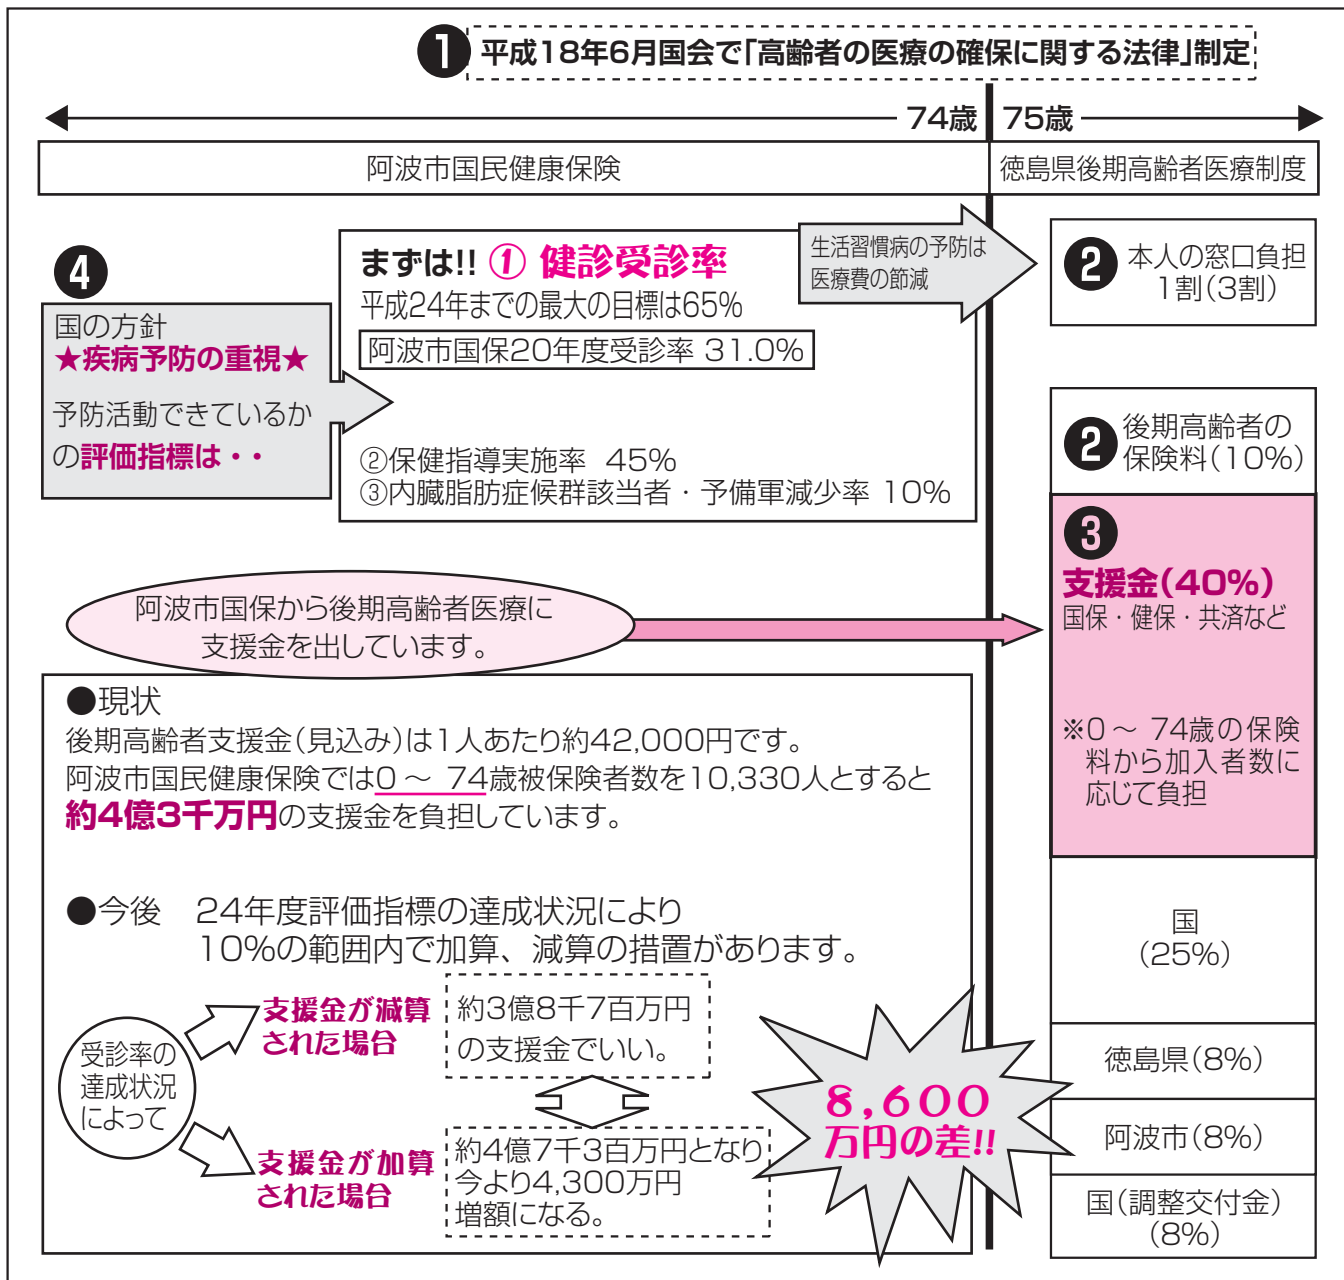 ❶ 平成18年6月国会で「高齢者の医療の確保に関する法律」制定
74歳 75歳
阿波市国民健康保険
徳島県後期高齢者医療制度
❹
国の方針
★疾病予防の重視★
予防活動できているか
の評価指標は・・
まずは!! ① 健診受診率
平成24年までの最大の目標は65%
阿波市国保20年度受診率 31.0%
②保健指導実施率 45%
③内臓脂肪症候群該当者・予備軍減少率 10%
生活習慣病の予防は
医療費の節減
❷ 本人の窓口負担
1割(3割)
❷ 後期高齢者の
保険料(10%)
❸
支援金(40%)
国保・健保・共済など
※0～74歳の保険
料から加入者数に
応じて負担
国
(25%)
徳島県(8%)
阿波市(8%)
国(調整交付金)
(8%)
阿波市国保から後期高齢者医療に
支援金を出しています。
●現状
後期高齢者支援金(見込み)は1人あたり約42,000円です。
阿波市国民健康保険では0～74歳被保険者数を10,330人とすると
約4億3千万円の支援金を負担しています。
●今後 24年度評価指標の達成状況により
10%の範囲内で加算、減算の措置があります。
受診率の
達成状況
によって
支援金が減算
された場合
約3億8千7百万円
の支援金でいい。
支援金が加算
された場合
約4億7千3百万円となり
今より4,300万円
増額になる。
8,600
万円の差!!